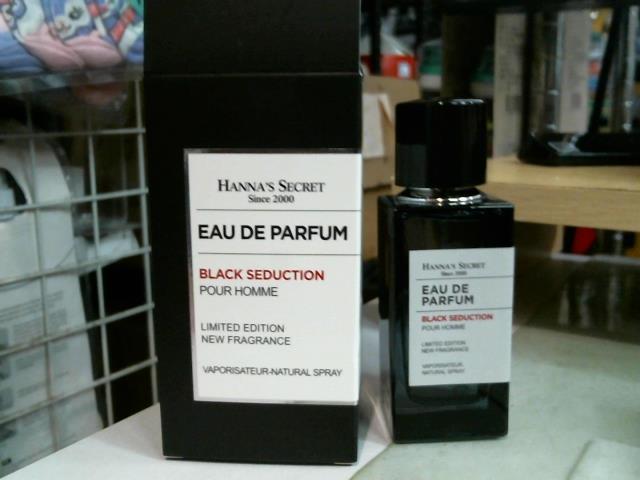 HANNA'S SECRET
Since 2000
EAU DE PARFUM
BLACK SEDUCTION
POUR HOMME
LIMITED EDITION
NEW FRAGRANCE
VAPORISATEUR-NATURAL SPRAY
HANNA'S SECRET
Since 2000
EAU DE
PARFUM
BLACK SEDUCTION
POUR HOMME
LIMITED EDITION
NEW FRAGRANCE
VAPORISATEUR
NATURAL SPRAY